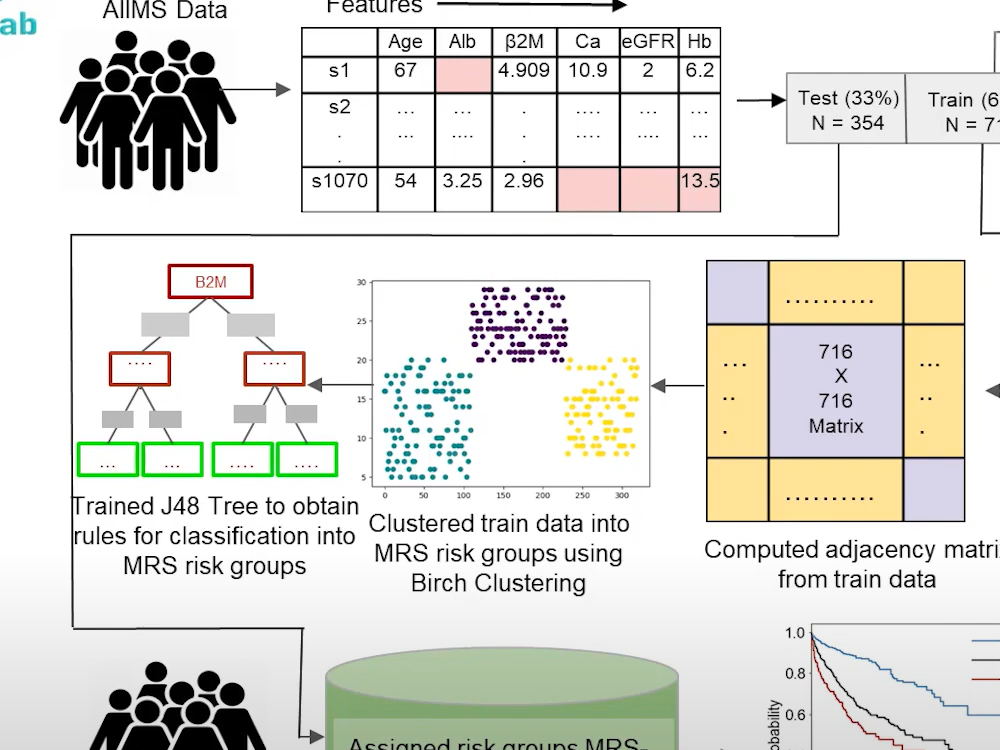 ab
AIIMS Data
Features
Age Alb β2M Ca eGFR Hb
s1 67 4.909 10.9 2 6.2
s2 ... ... . .... ... ...
. ... .... . .... .... ...
. .
s1070 54 3.25 2.96 13.5
Test (33%)
N = 354
Train (6
N = 71
B2M
.... ....
... ... .... ....
Trained J48 Tree to obtain
rules for classification into
MRS risk groups
30
25
20
15
10
5
0 50 100 150 200 250 300
Clustered train data into
MRS risk groups using
Birch Clustering
..........
716
X
716
Matrix
... ...
.. ..
. .
..........
Computed adjacency matri
from train data
1.0
0.8
0.6
obability
Assigned risk groups MRS-